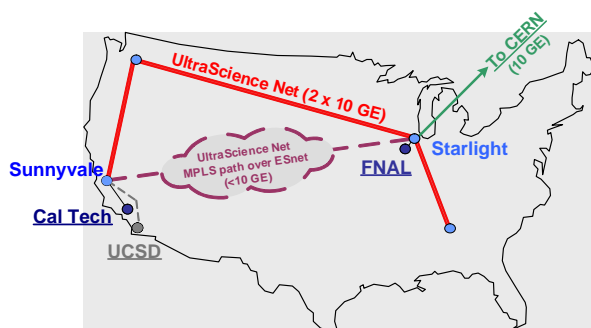 To CERN
(10 GE)
UltraScience Net (2 x 10 GE)
UltraScience Net
MPLS path over ESnet
(<10 GE)
Starlight
FNAL
Sunnyvale
Cal Tech
UCSD